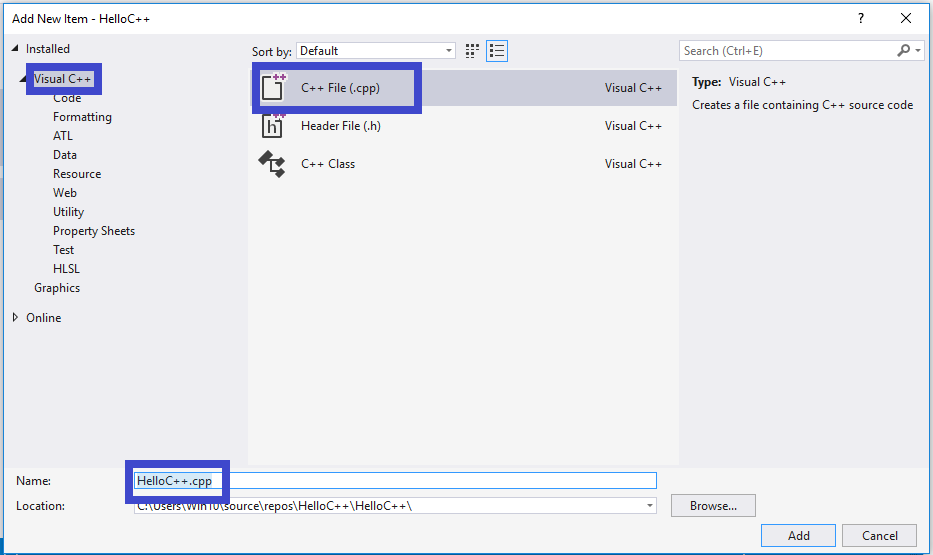 Add New Item - HelloC++
? 
Installed
Visual C++
Code
Formatting
ATL
Data
Resource
Web
Utility
Property Sheets
Test
HLSL
Graphics
Online
Sort by: Default
C++ File (.cpp) Visual C++
Header File (.h) Visual C++
C++ Class Visual C++
Search (Ctrl+E)
Type: Visual C++
Creates a file containing C++ source code
Name: HelloC++.cpp
Location: C:\Users\Win10\source\repos\HelloC++\HelloC++\
Browse...
Add Cancel